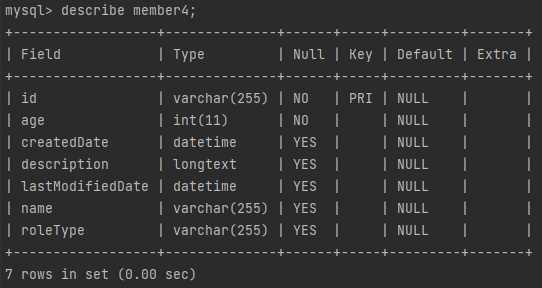 mysql> describe member4;
+------------------+--------------+------+-----+---------+-------+
| Field            | Type         | Null | Key | Default | Extra |
+------------------+--------------+------+-----+---------+-------+
| id               | varchar(255) | NO   | PRI | NULL    |       |
| age              | int(11)      | NO   |     | NULL    |       |
| createdDate      | datetime     | YES  |     | NULL    |       |
| description      | longtext     | YES  |     | NULL    |       |
| lastModifiedDate | datetime     | YES  |     | NULL    |       |
| name             | varchar(255) | YES  |     | NULL    |       |
| roleType         | varchar(255) | YES  |     | NULL    |       |
+------------------+--------------+------+-----+---------+-------+
7 rows in set (0.00 sec)